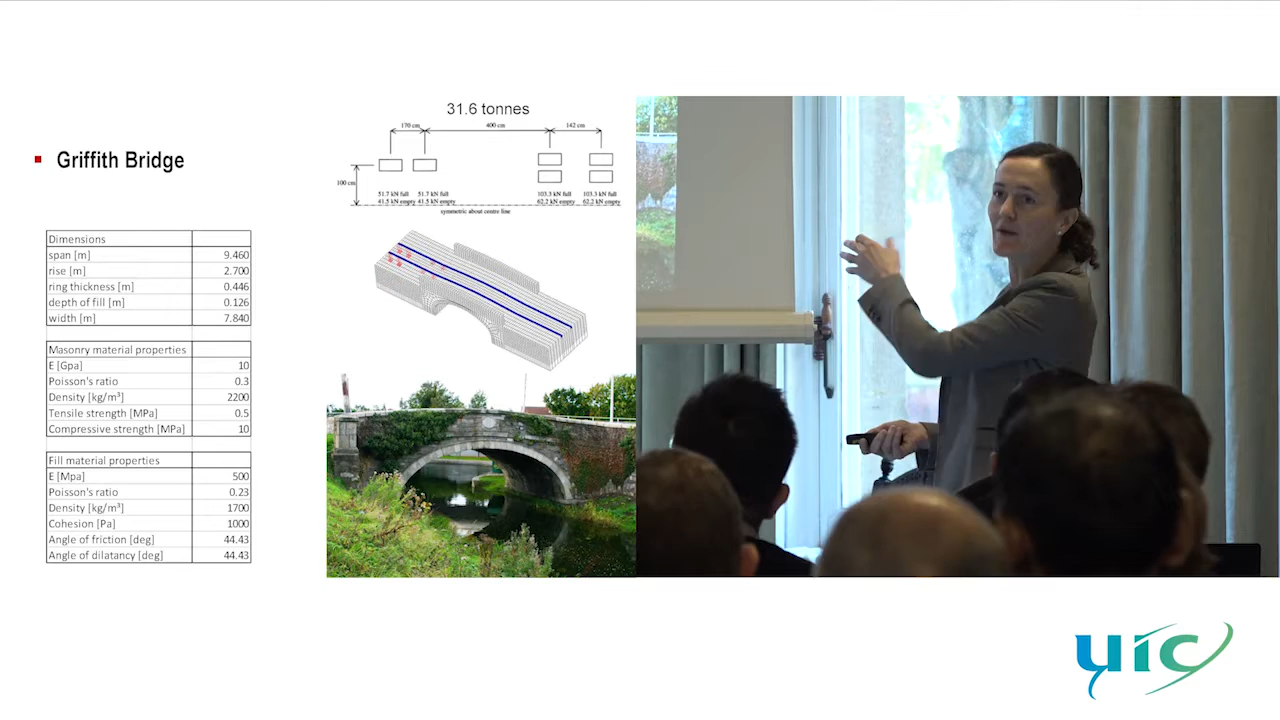 Griffith Bridge
Dimensions
span [m] 9.460
rise [m] 2.700
ring thickness [m] 0.446
depth of fill [m] 0.126
width [m] 7.840
Masonry material properties
E [Gpa] 10
Poisson's ratio 0.3
Density [kg/m³] 2200
Tensile strength [MPa] 0.5
Compressive strength [MPa] 10
Fill material properties
E [Mpa] 500
Poisson's ratio 0.23
Density [kg/m³] 1700
Cohesion [Pa] 1000
Angle of friction [deg] 44.43
Angle of dilatancy [deg] 44.43
31.6 tonnes
170 cm 400 cm 142 cm
100 cm
51.7 kN full 51.7 kN full 103.3 kN full 103.3 kN full
41.5 kN empty 41.5 kN empty 62.2 kN empty 62.2 kN empty
symmetric about centre line
uic